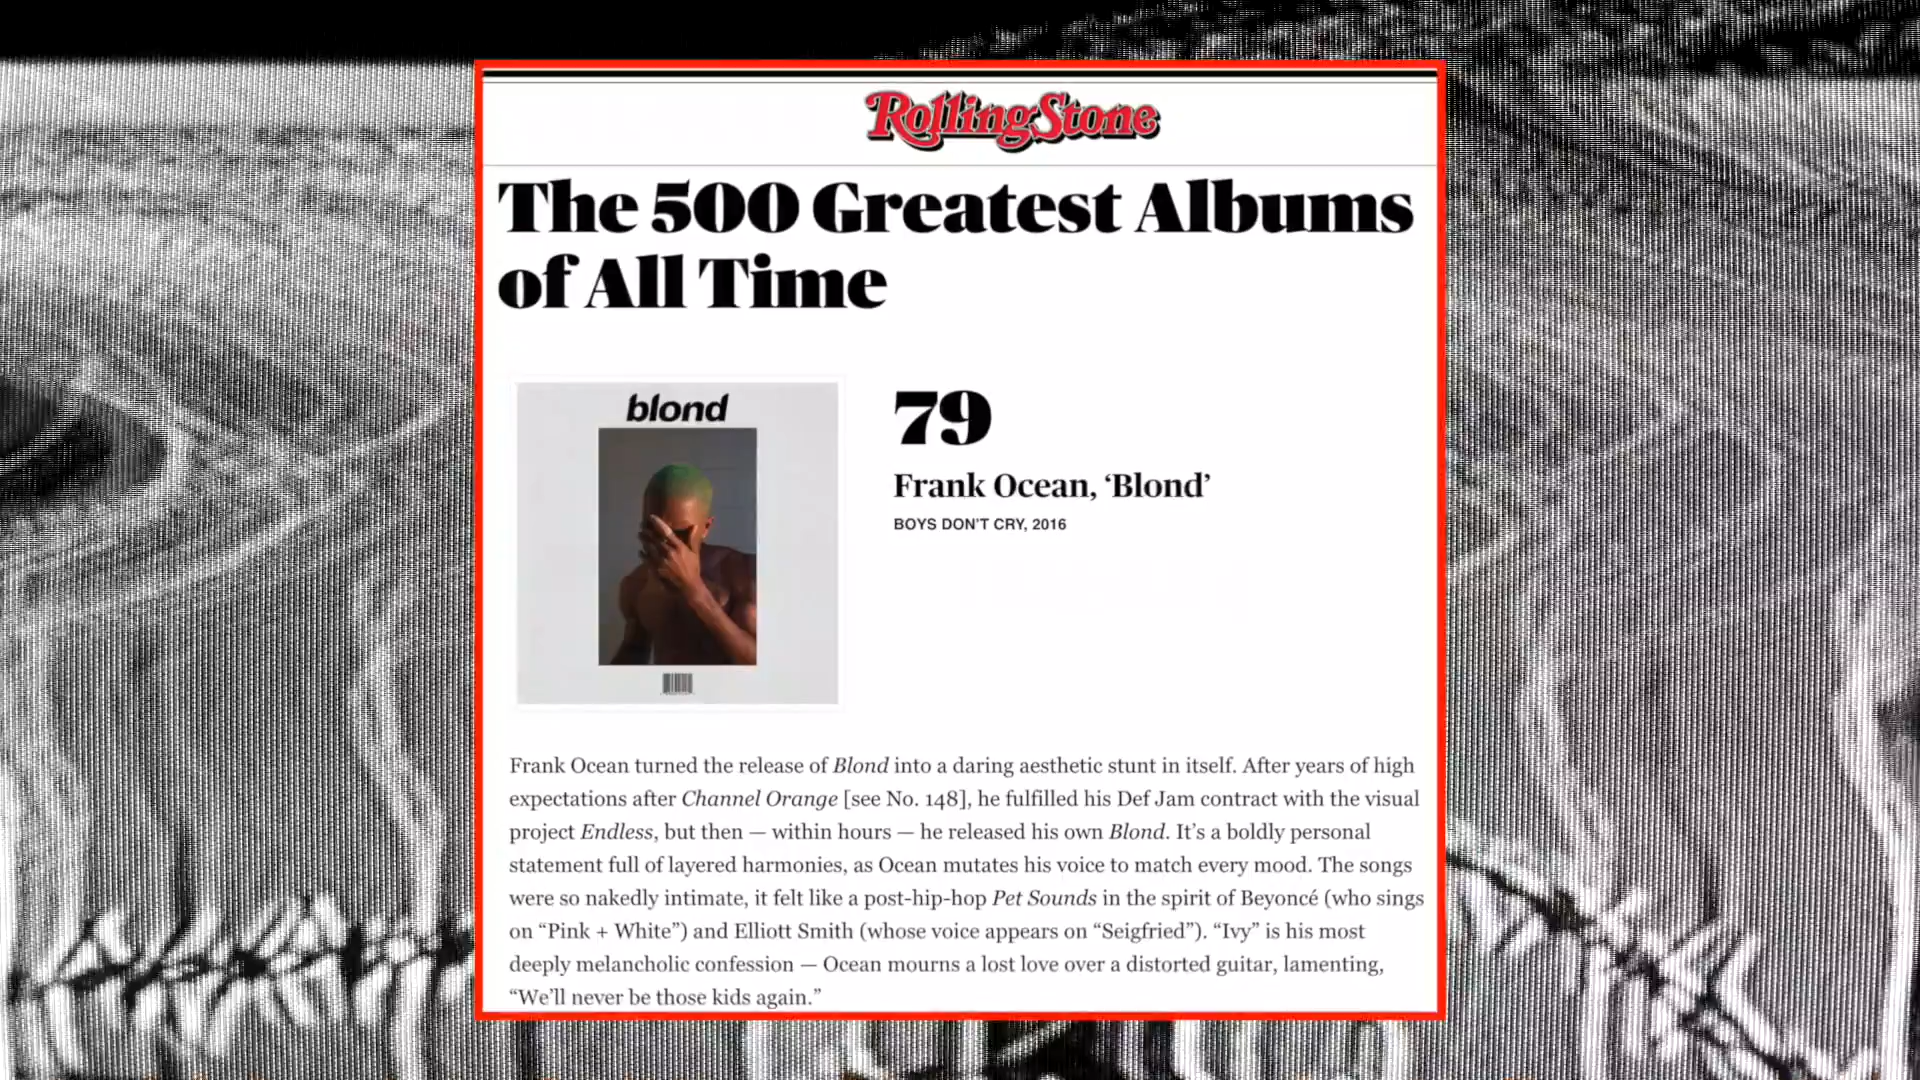 RollingStone
The 500 Greatest Albums
of All Time
blond
79
Frank Ocean, ‘Blond’
BOYS DON’T CRY, 2016
Frank Ocean turned the release of Blond into a daring aesthetic stunt in itself. After years of high
expectations after Channel Orange [see No. 148], he fulfilled his Def Jam contract with the visual
project Endless, but then — within hours — he released his own Blond. It’s a boldly personal
statement full of layered harmonies, as Ocean mutates his voice to match every mood. The songs
were so nakedly intimate, it felt like a post-hip-hop Pet Sounds in the spirit of Beyoncé (who sings
on “Pink + White”) and Elliott Smith (whose voice appears on “Seigfried”). “Ivy” is his most
deeply melancholic confession — Ocean mourns a lost love over a distorted guitar, lamenting,
“We’ll never be those kids again.”